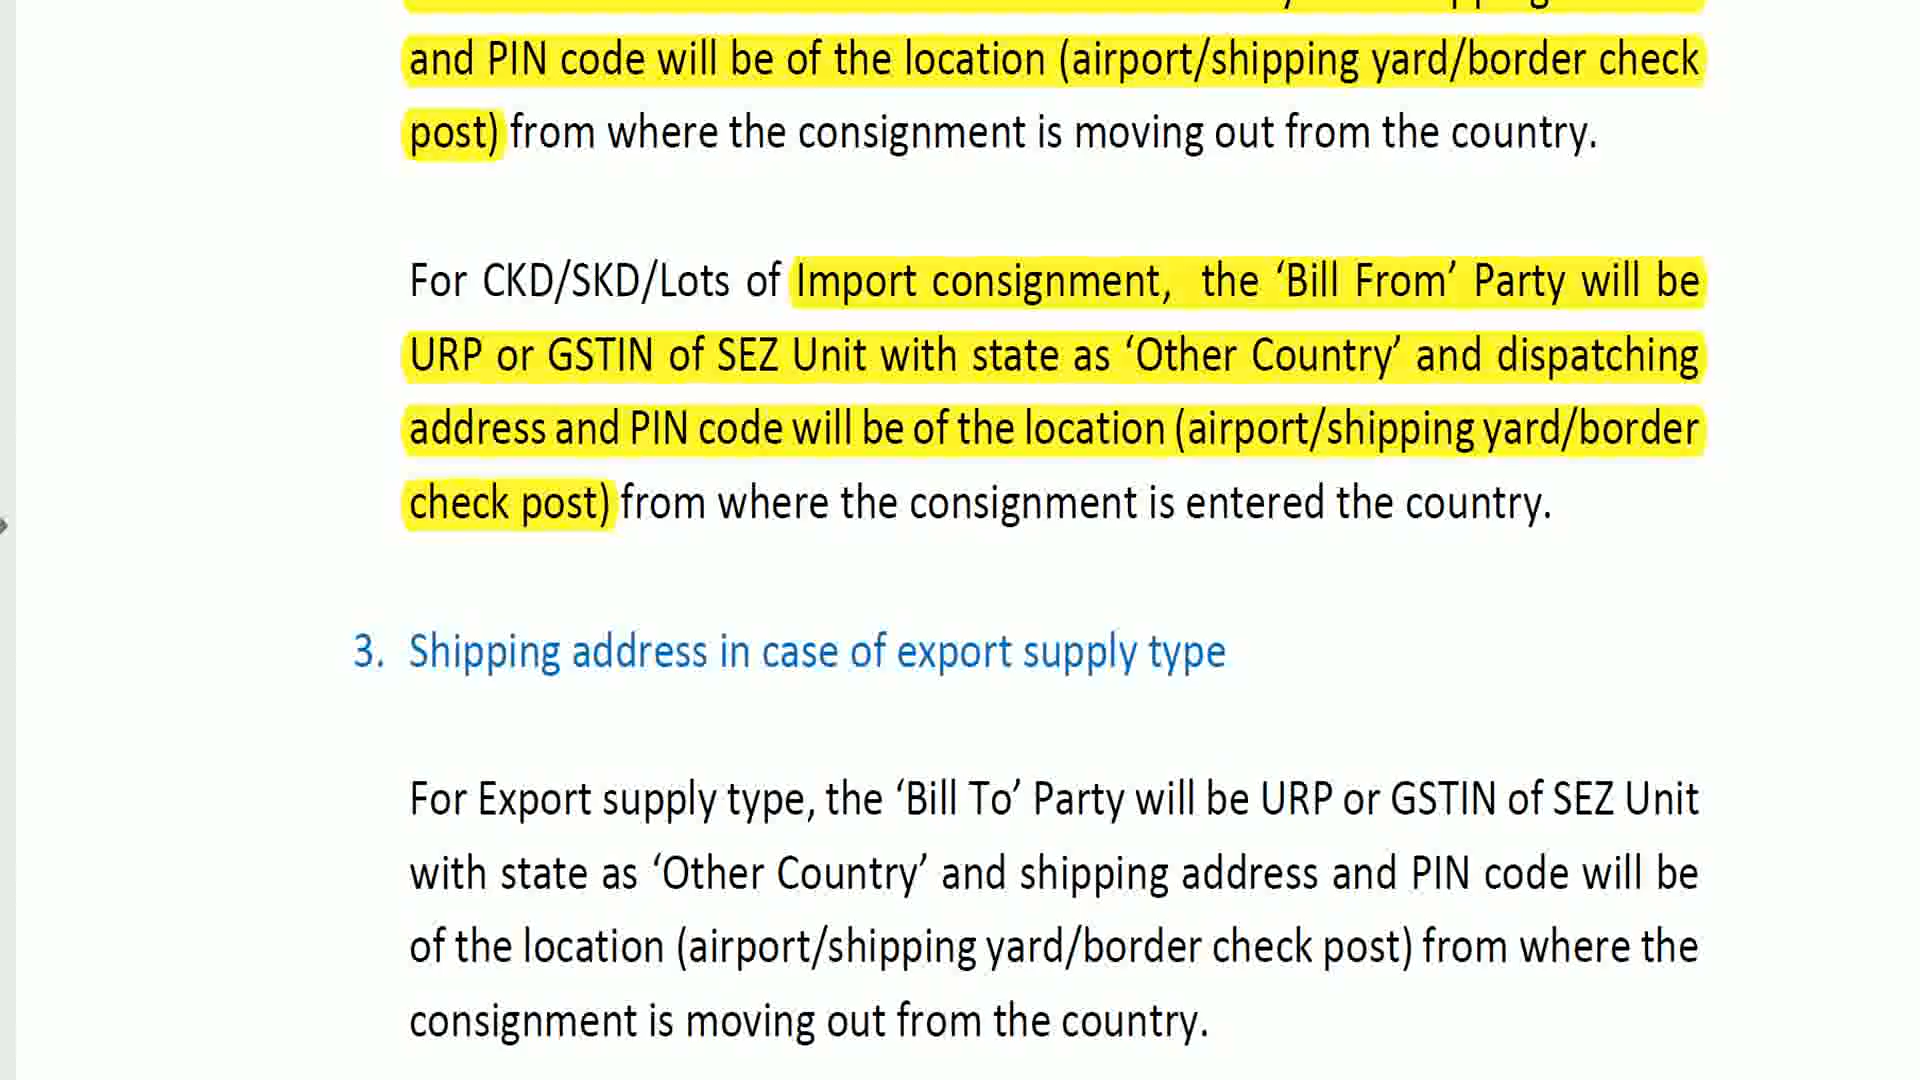 and PIN code will be of the location (airport/shipping yard/border check
post) from where the consignment is moving out from the country.
For CKD/SKD/Lots of Import consignment, the ‘Bill From’ Party will be
URP or GSTIN of SEZ Unit with state as ‘Other Country’ and dispatching
address and PIN code will be of the location (airport/shipping yard/border
check post) from where the consignment is entered the country.
3. Shipping address in case of export supply type
For Export supply type, the ‘Bill To’ Party will be URP or GSTIN of SEZ Unit
with state as ‘Other Country’ and shipping address and PIN code will be
of the location (airport/shipping yard/border check post) from where the
consignment is moving out from the country.